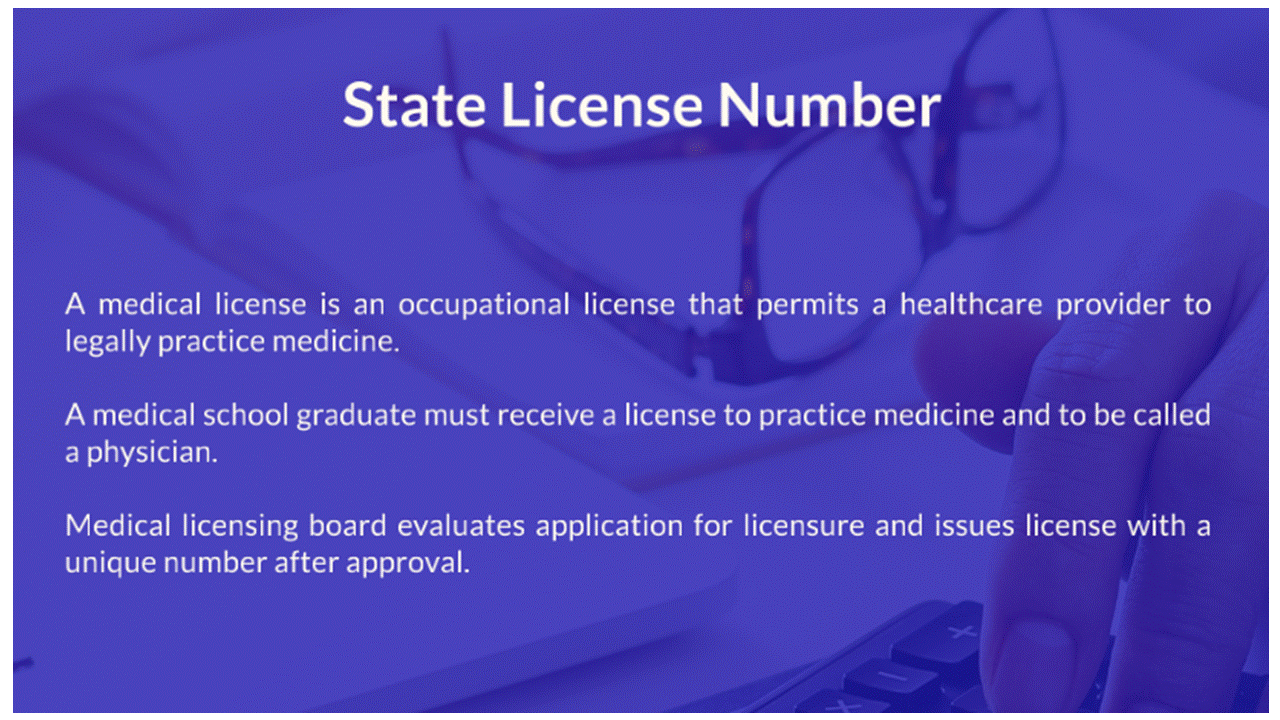 State License Number
A medical license is an occupational license that permits a healthcare provider to
legally practice medicine.
A medical school graduate must receive a license to practice medicine and to be called
a physician.
Medical licensing board evaluates application for licensure and issues license with a
unique number after approval.